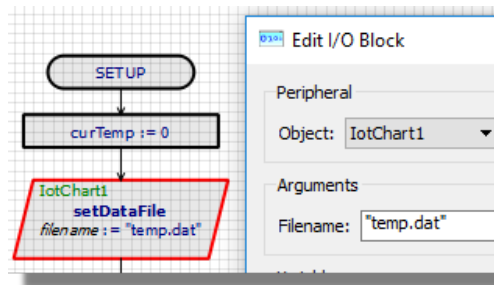 SETUP
curTemp := 0
IotChart1
setDataFile
filename := "temp.dat"
Edit I/O Block
Peripheral
Object: IotChart1
Arguments
Filename: "temp.dat"